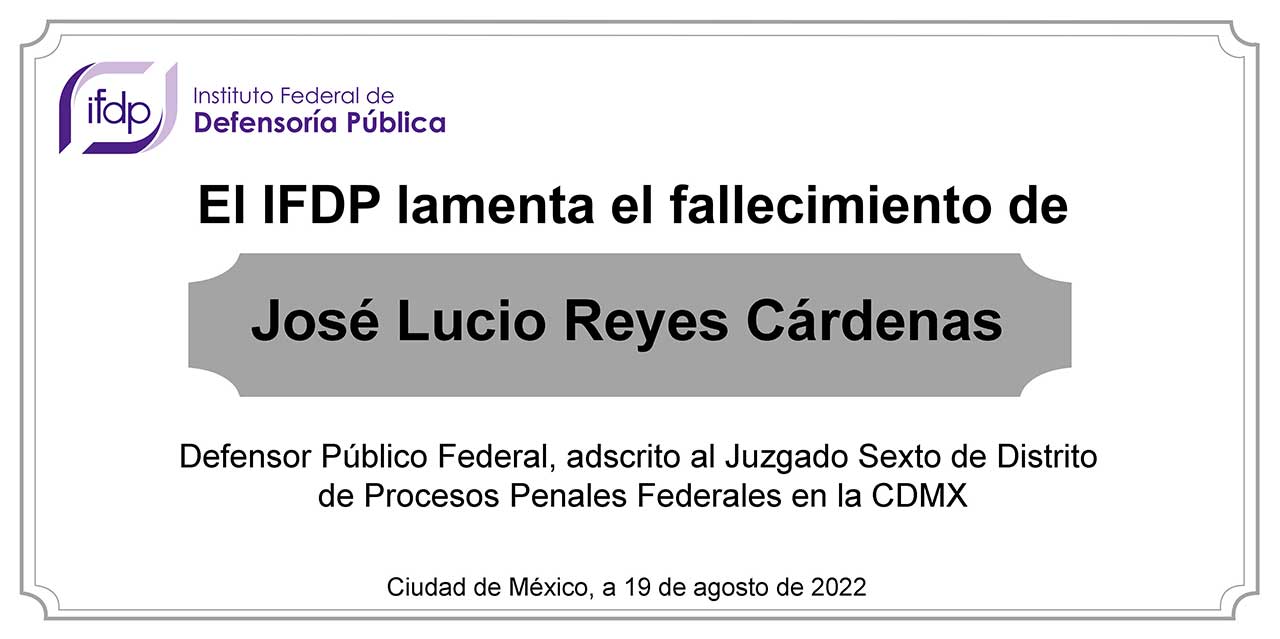 ifdp
Instituto Federal de
Defensoría Pública
El IFDP lamenta el fallecimiento de
José Lucio Reyes Cárdenas
Defensor Público Federal, adscrito al Juzgado Sexto de Distrito
de Procesos Penales Federales en la CDMX
Ciudad de México, a 19 de agosto de 2022